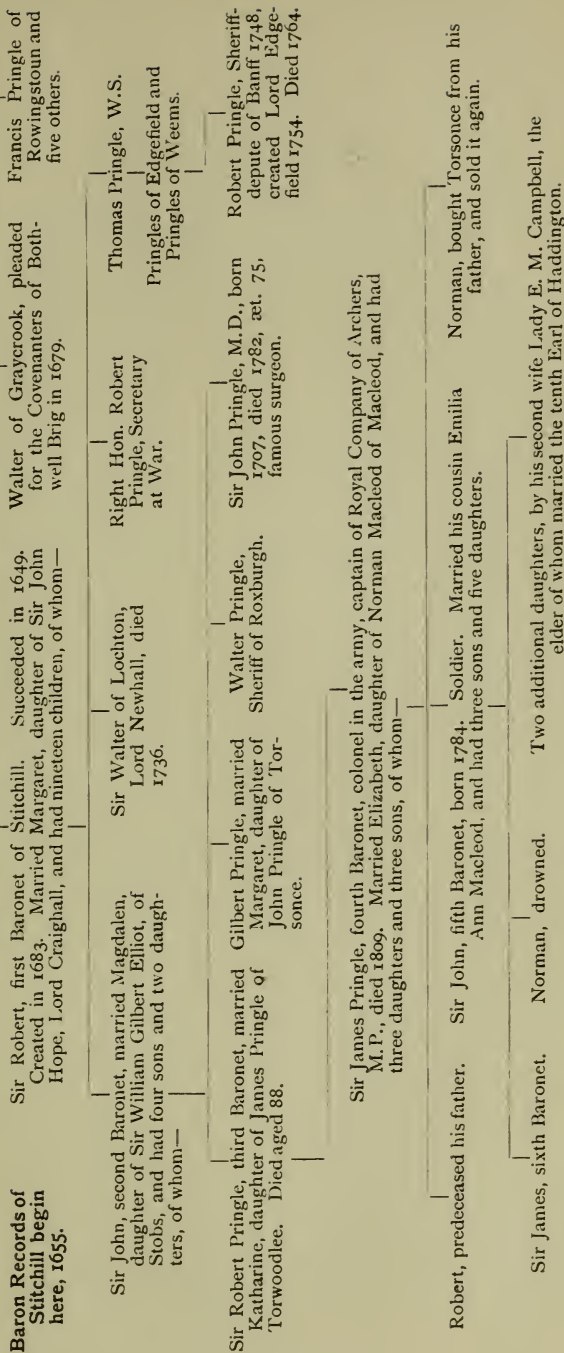 Baron Records of
Stitchill begin
here, 1655.
Sir Robert, first Baronet of Stitchill. Succeeded in 1649.
Created in 1683. Married Margaret, daughter of Sir John
Hope, Lord Craighall, and had nineteen children, of whom—
Walter of Graycrook, pleaded
for the Covenanters of Both-
well Brig in 1679.
Francis Pringle of
Rowingstoun and
five others.
Sir John, second Baronet, married Magdalen,
daughter of Sir William Gilbert Elliot, of
Stobs, and had four sons and two daugh-
ters, of whom—
Sir Walter of Lochton,
Lord Newhall, died
1736.
Right Hon. Robert
Pringle, Secretary
at War.
Thomas Pringle, W.S.
Pringles of Edgefield and
Pringles of Weems.
Sir Robert Pringle, third Baronet, married
Katharine, daughter of James Pringle of
Torwoodlee. Died aged 88.
Gilbert Pringle, married
Margaret, daughter of
John Pringle of Tor-
sonce.
Walter Pringle,
Sheriff of Roxburgh.
Sir John Pringle, M.D., born
1707, died 1782, æt. 75,
famous surgeon.
Robert Pringle, Sheriff-
depute of Banff 1748,
created Lord Edge-
field 1754. Died 1764.
Sir James Pringle, fourth Baronet, colonel in the army, captain of Royal Company of Archers,
M.P., died 1809. Married Elizabeth, daughter of Norman Macleod of Macleod, and had
three daughters and three sons, of whom—
Robert, predeceased his father.
Sir John, fifth Baronet, born 1784. Soldier. Married his cousin Emilia
Ann Macleod, and had three sons and five daughters.
Norman, bought Torsonce from his
father, and sold it again.
Sir James, sixth Baronet.
Norman, drowned.
Two additional daughters, by his second wife Lady E. M. Campbell, the
elder of whom married the tenth Earl of Haddington.